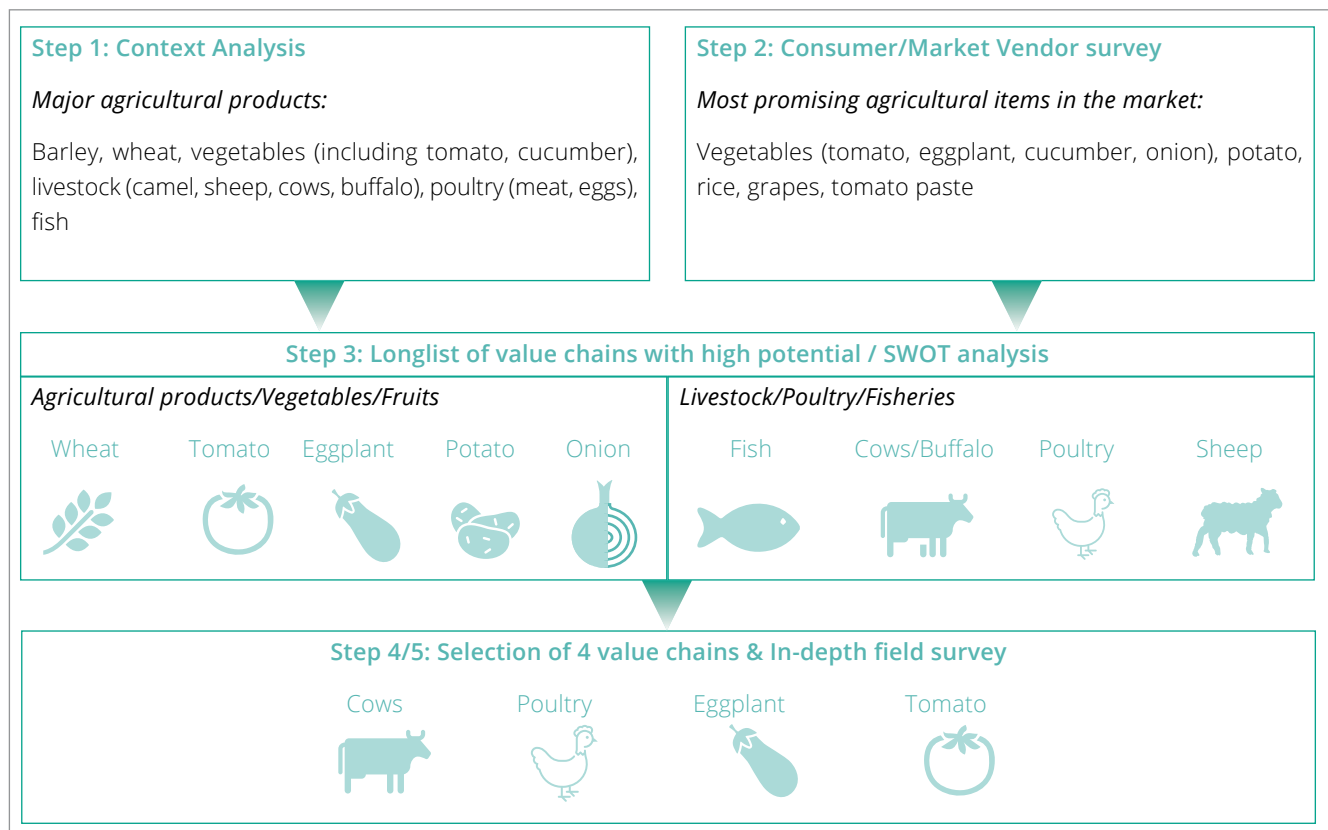 Step 1: Context Analysis
Major agricultural products:
Barley, wheat, vegetables (including tomato, cucumber),
livestock (camel, sheep, cows, buffalo), poultry (meat, eggs),
fish
Step 2: Consumer/Market Vendor survey
Most promising agricultural items in the market:
Vegetables (tomato, eggplant, cucumber, onion), potato,
rice, grapes, tomato paste
Step 3: Longlist of value chains with high potential / SWOT analysis
Agricultural products/Vegetables/Fruits
Wheat Tomato Eggplant Potato Onion
Livestock/Poultry/Fisheries
Fish Cows/Buffalo Poultry Sheep
Step 4/5: Selection of 4 value chains & In-depth field survey
Cows Poultry Eggplant Tomato